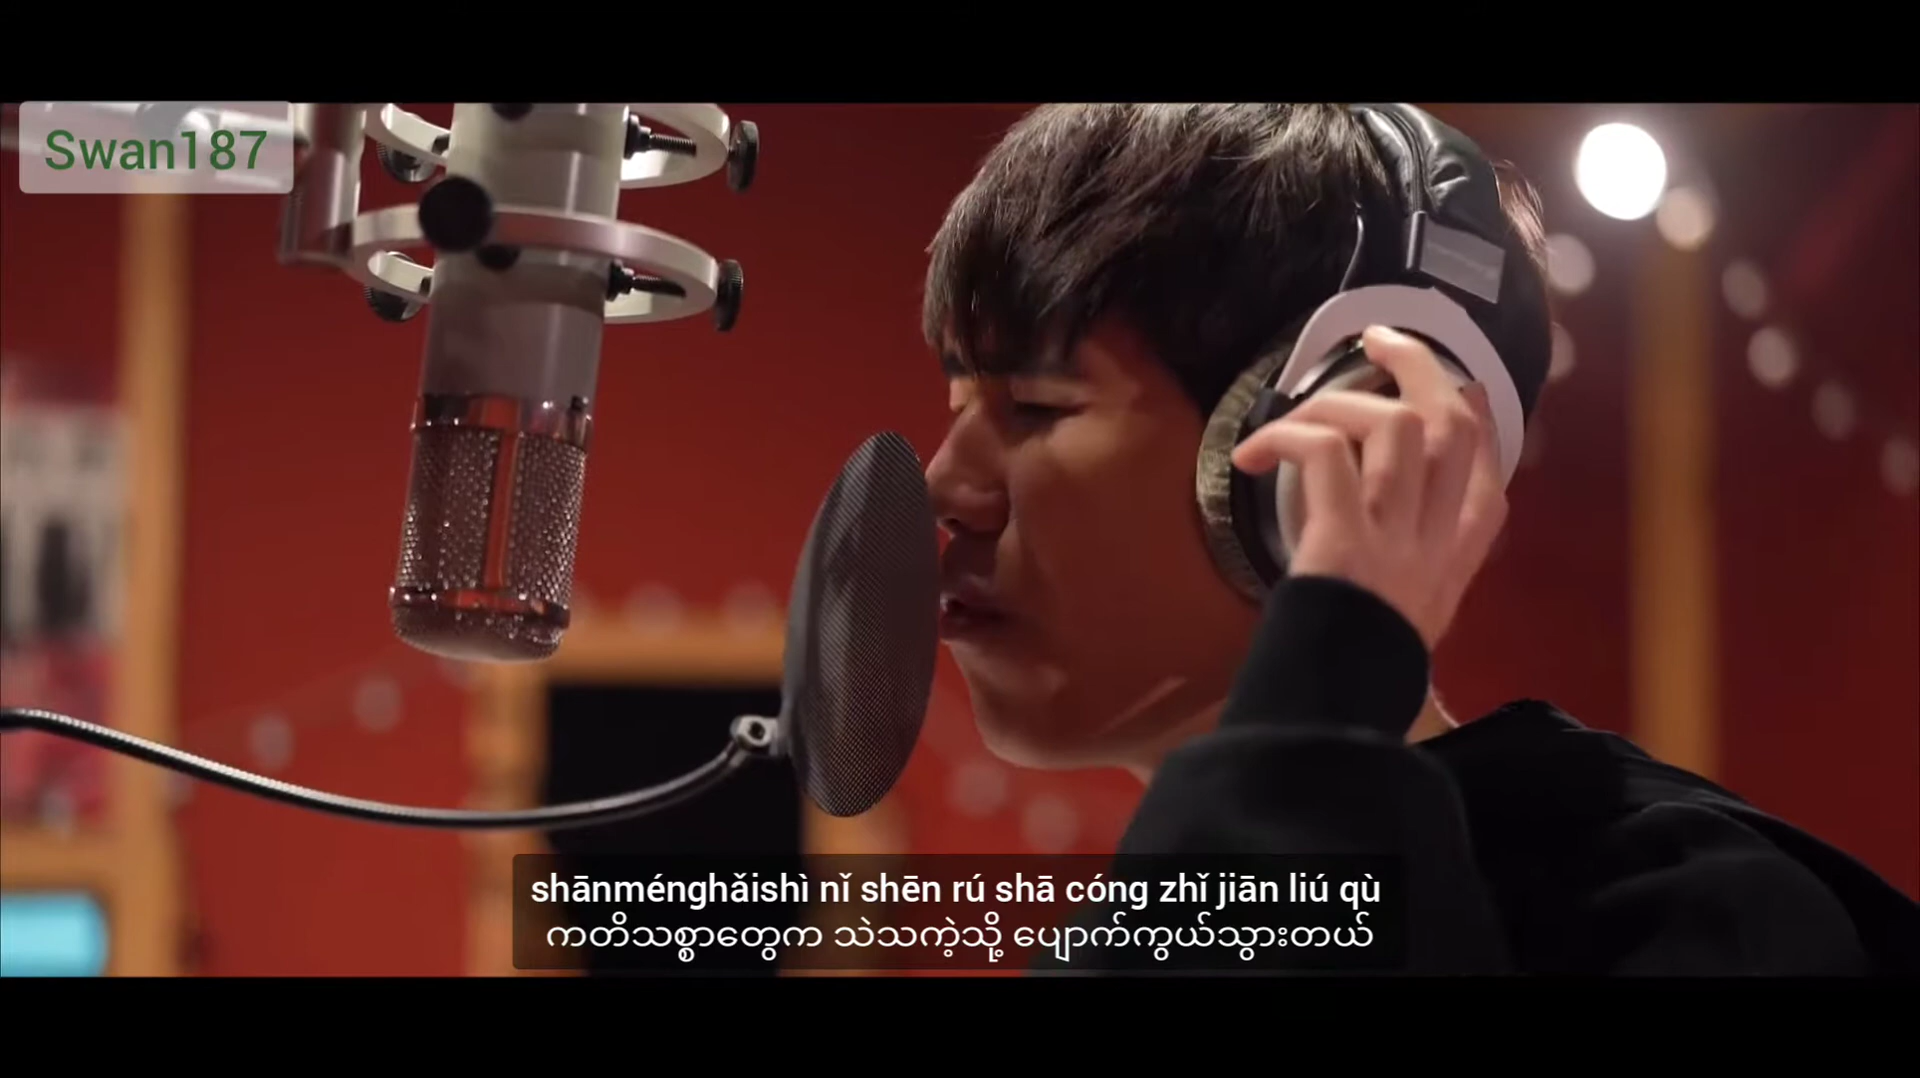 Swan187
shānménghǎishì nǐ shēn rú shā cóng zhǐ jiān liú qù
ကတိသစ္စာတွေက သဲသကဲ့သို့ ပျောက်ကွယ်သွားတယ်